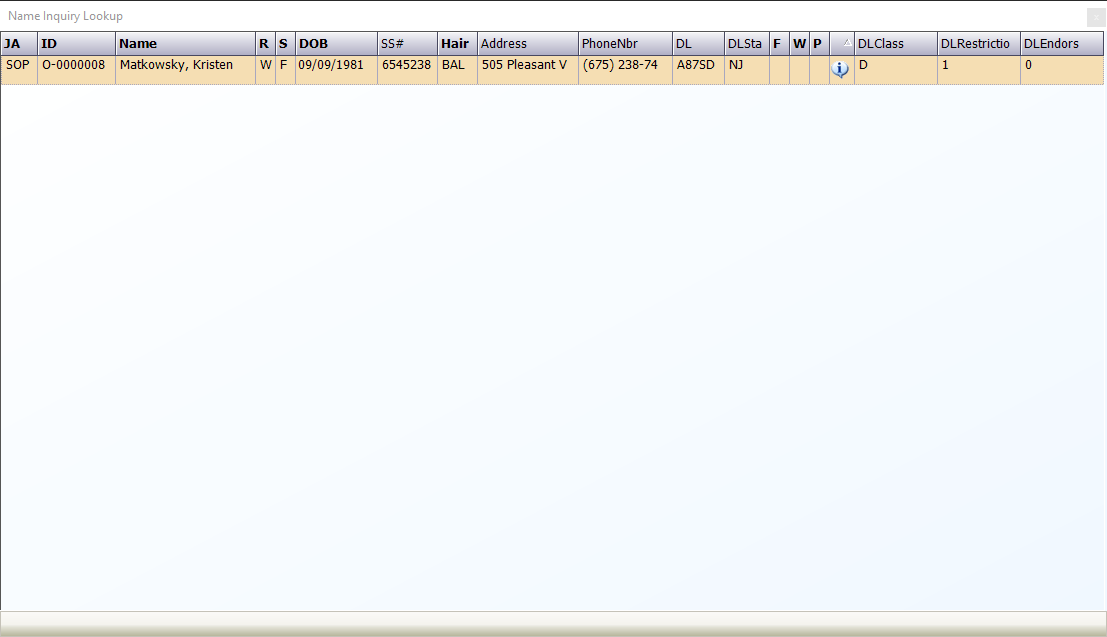 Name Inquiry Lookup
JA ID Name R S DOB SS# Hair Address PhoneNbr DL DLSta F W P DLClass DLRestrictio DLEndors
SOP O-0000008 Matkowsky, Kristen W F 09/09/1981 6545238 BAL 505 Pleasant V (675) 238-74 A87SD NJ D 1 0